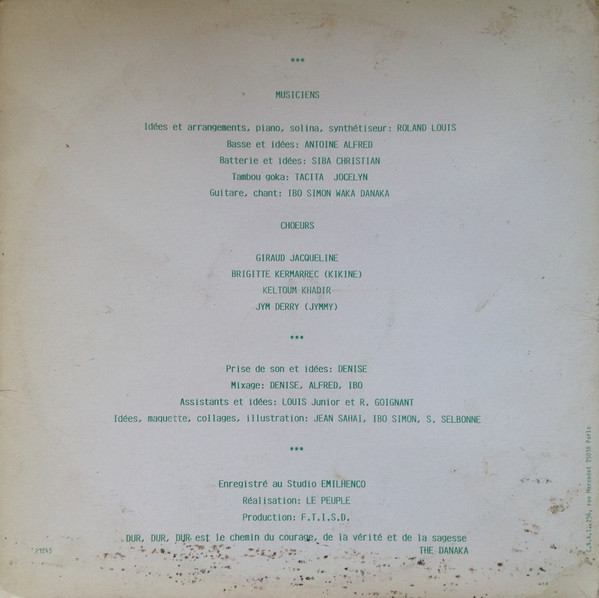 ***
MUSICIENS
Idées et arrangements, piano, solina, synthétiseur: ROLAND LOUIS
Basse et idées: ANTOINE ALFRED
Batterie et idées: SIBA CHRISTIAN
Tambou goka: TACITA JOCELYN
Guitare, chant: IBO SIMON WAKA DANAKA
CHOEURS
GIRAUD JACQUELINE
BRIGITTE KERMARREC (KIKINE)
KELTOUM KHADIR
JYM DERRY (JYMMY)
***
Prise de son et idées: DENISE
Mixage: DENISE, ALFRED, IBO
Assistants et idées: LOUIS Junior et R. GOIGNANT
Idées, maquette, collages, illustration: JEAN SAHAI, IBO SIMON, S. SELBONNE
***
Enregistré au Studio EMILHENCO
Réalisation: LE PEUPLE
Production: F.T.I.S.D.
DUR, DUR, DUR est le chemin du courage, de la vérité et de la sagesse
THE DANAKA
rue Marcadet 75018 Paris